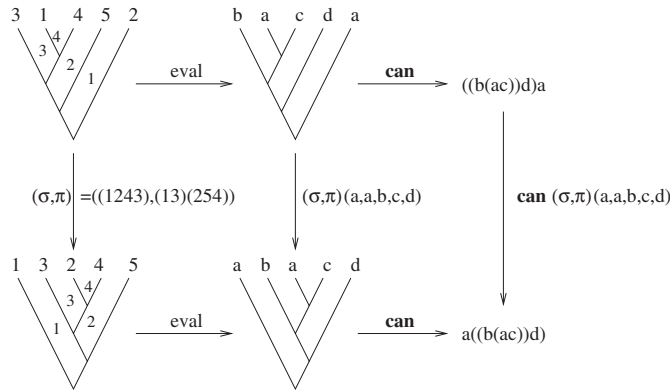 3 1 4 5 2
b a c d a
4
3
2
1
eval
can
((b(ac))d)a
(σ,π) =((1243),(13)(254))
(σ,π)(a,a,b,c,d)
can (σ,π)(a,a,b,c,d)
1 3 2 4 5
a b a c d
4
3
1
2
eval
can
a((b(ac))d)